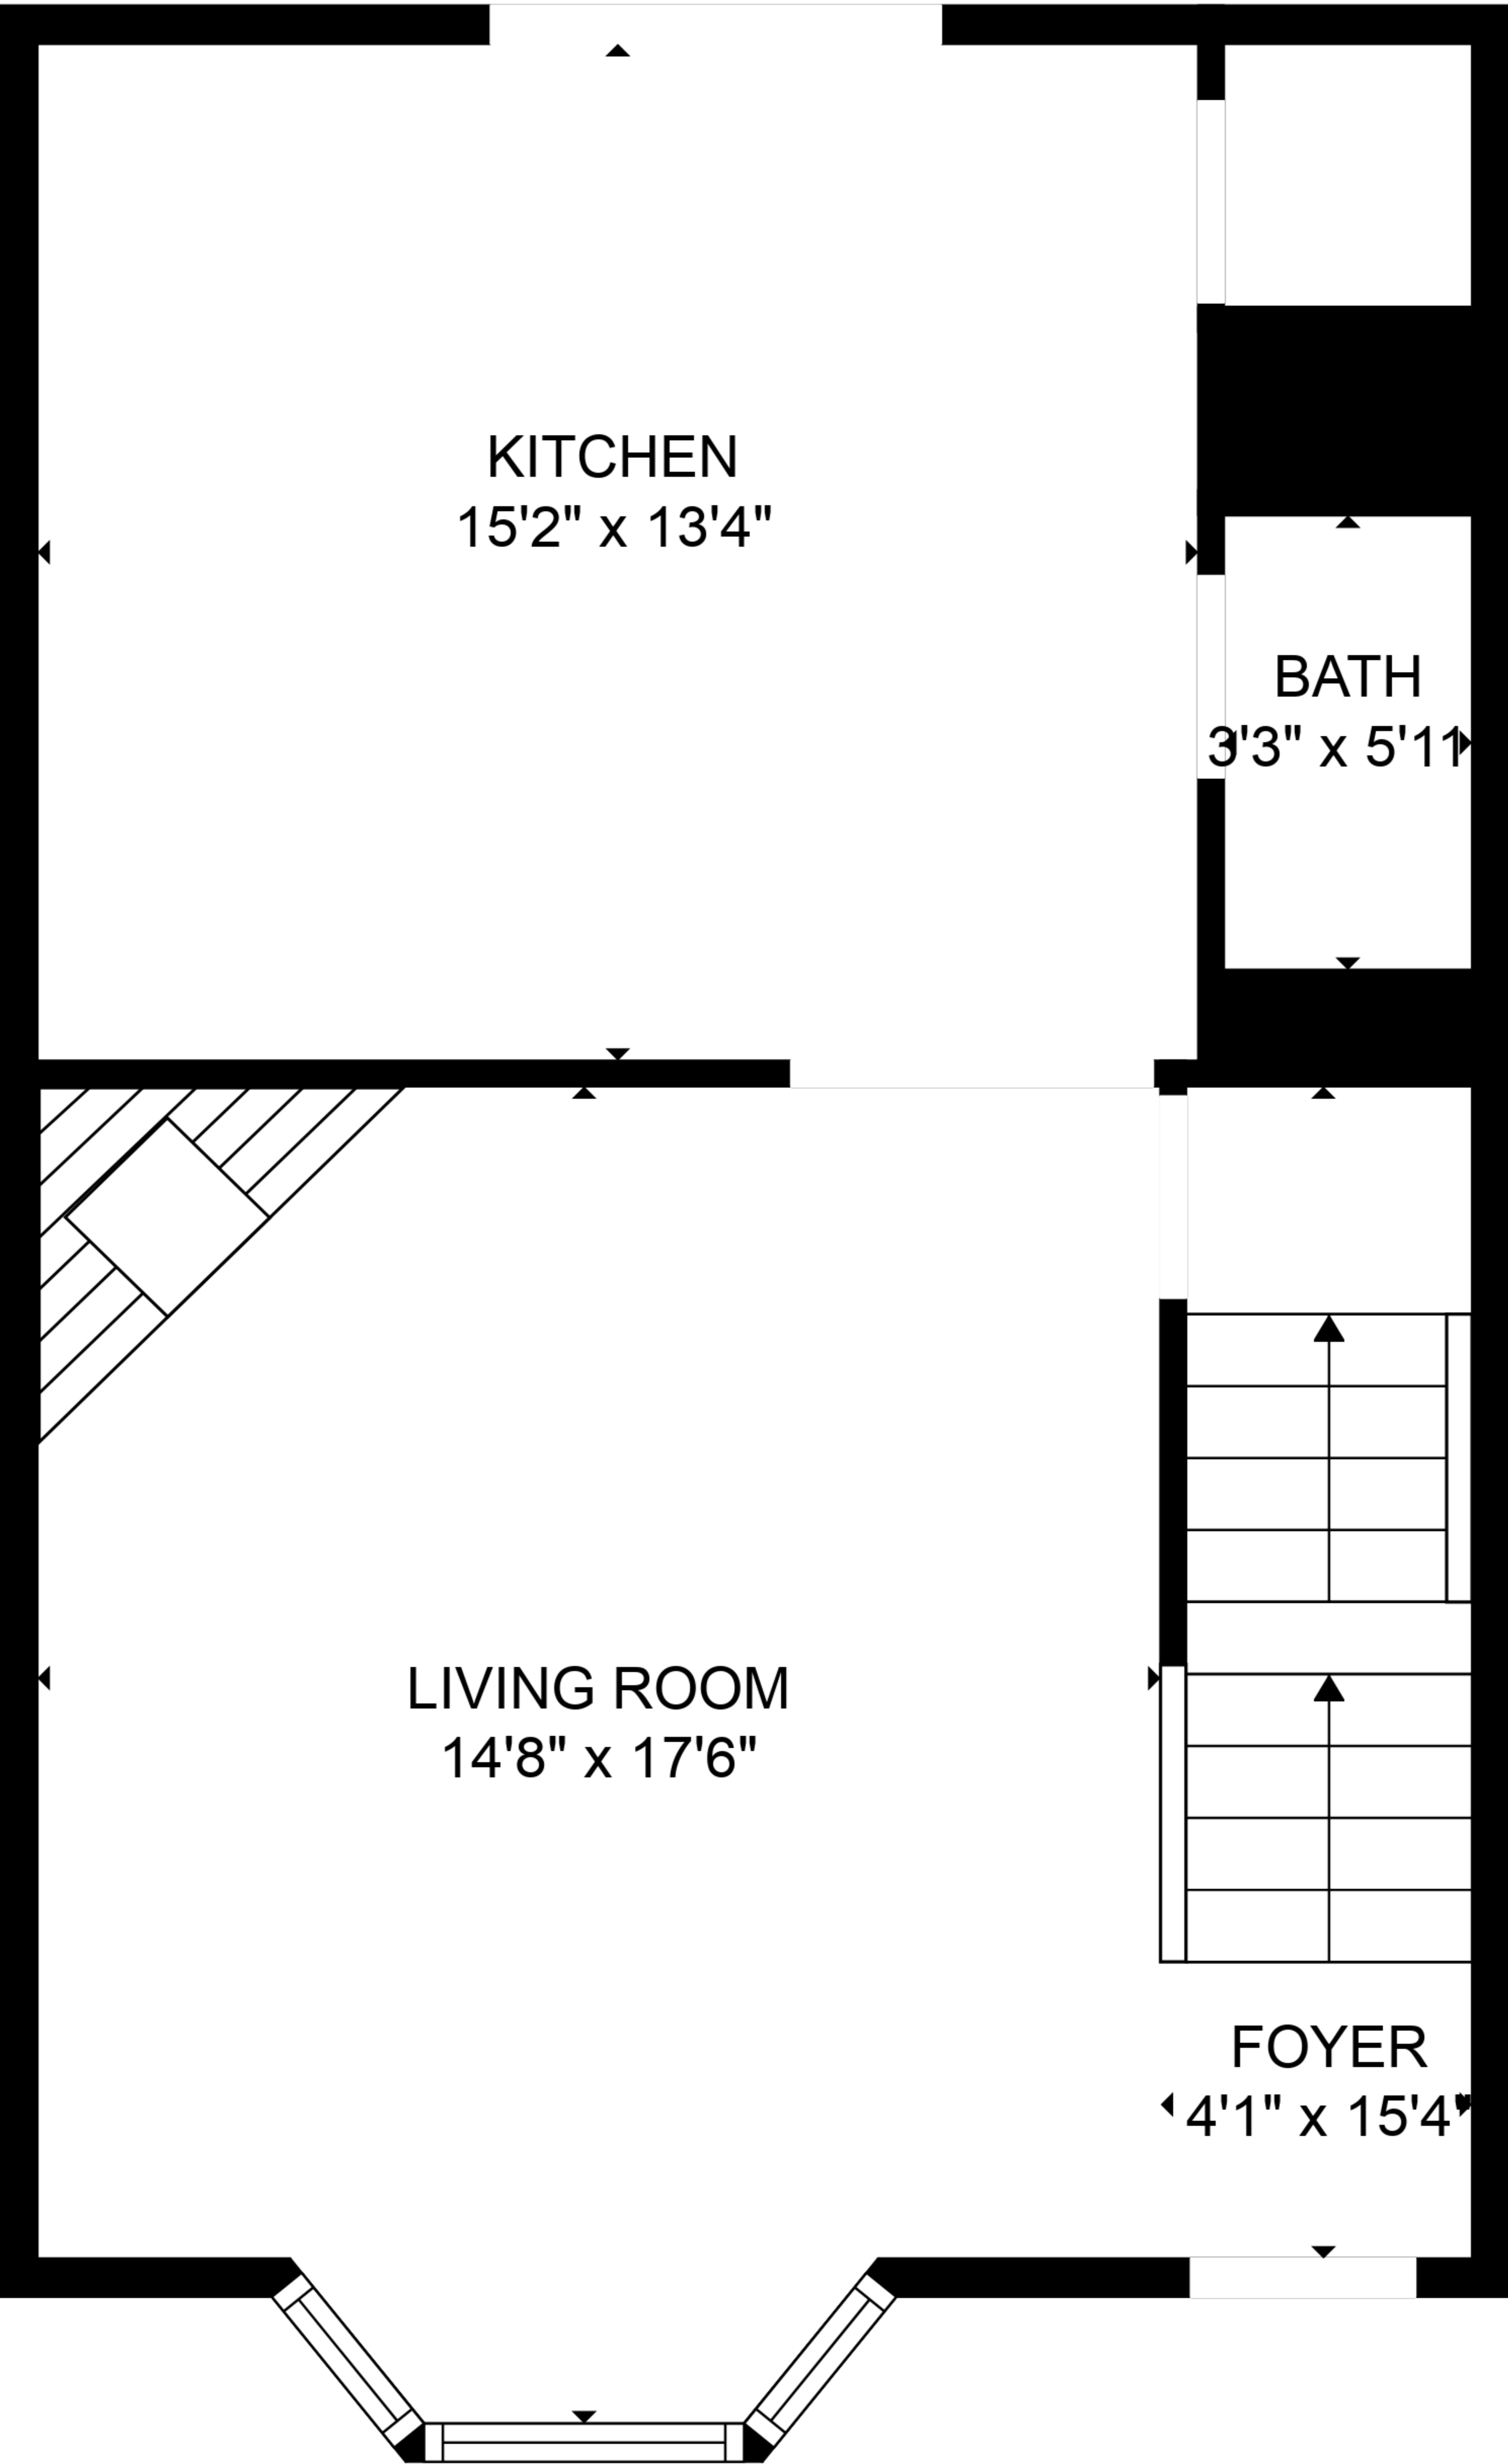 KITCHEN
15'2" x 13'4"
BATH
3'3" x 5'11
LIVING ROOM
14'8" x 17'6"
FOYER
4'1" x 15'4"